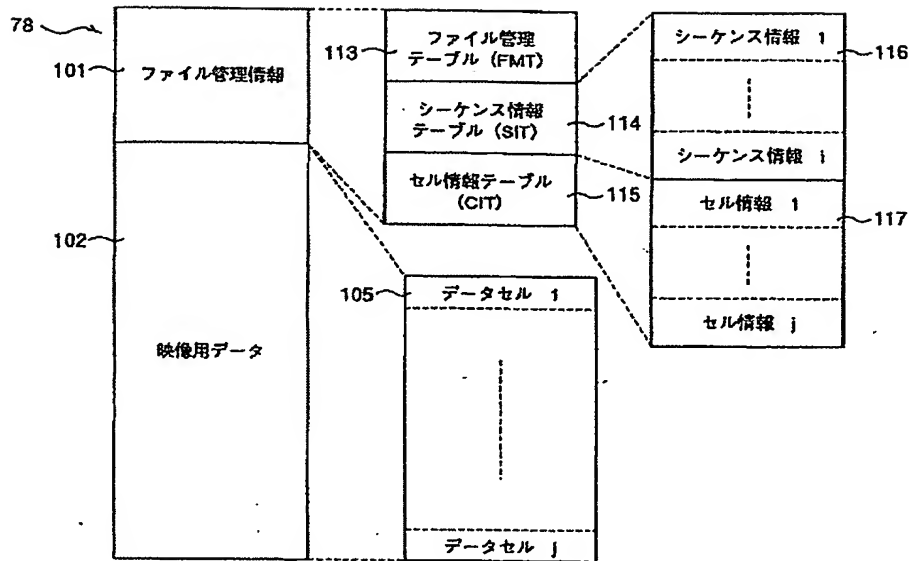 78
101
ファイル管理情報
102
映像用データ
113
ファイル管理
テーブル (FMT)
シーケンス情報
テーブル (SIT)
114
セル情報テーブル
(CIT)
115
105
データセル 1
データセル j
シーケンス情報 1
116
シーケンス情報 i
セル情報 1
117
セル情報 j